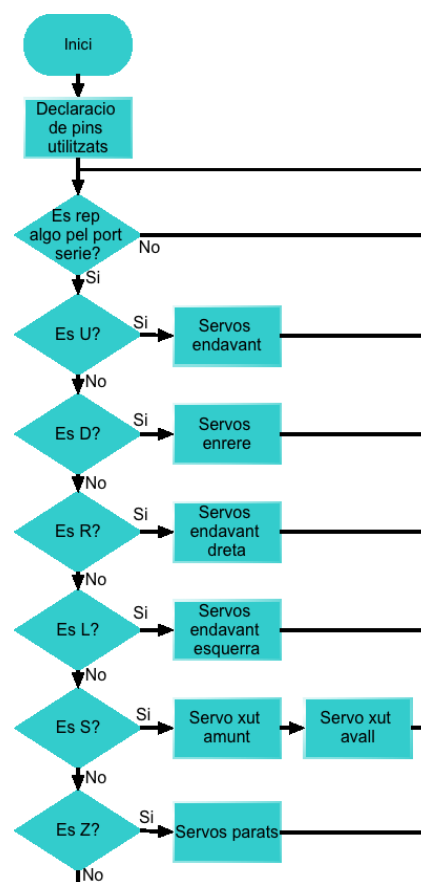 Inici
Declaracio
de pins
utilitzats
Es rep
algo pel port
serie?
No
Si
Es U?
Si
Servos
endavant
No
Es D?
Si
Servos
enrere
No
Es R?
Si
Servos
endavant
dreta
No
Es L?
Si
Servos
endavant
esquerra
No
Es S?
Si
Servo xut
amunt
Servo xut
avall
No
Es Z?
Si
Servos parats
No